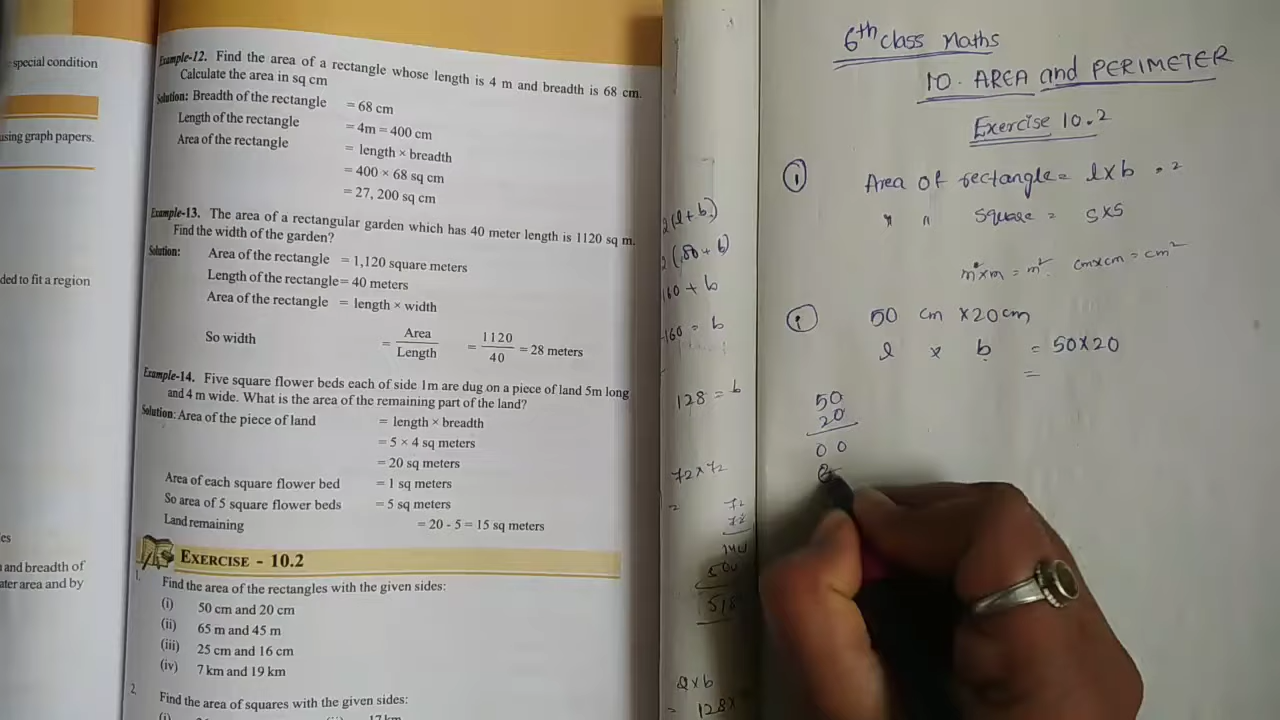 special condition
using graph papers.
ded to fit a region
es
and breadth of
ater area and by
Example-12. Find the area of a rectangle whose length is 4 m and breadth is 68 cm.
Calculate the area in sq cm
Solution: Breadth of the rectangle = 68 cm
Length of the rectangle = 4m = 400 cm
Area of the rectangle = length × breadth
= 400 × 68 sq cm
= 27, 200 sq cm
Example-13. The area of a rectangular garden which has 40 meter length is 1120 sq m.
Find the width of the garden?
Solution: Area of the rectangle = 1,120 square meters
Length of the rectangle = 40 meters
Area of the rectangle = length × width
So width = Area / Length = 1120 / 40 = 28 meters
Example-14. Five square flower beds each of side 1m are dug on a piece of land 5m long
and 4 m wide. What is the area of the remaining part of the land?
Solution: Area of the piece of land = length × breadth
= 5 × 4 sq meters
= 20 sq meters
Area of each square flower bed = 1 sq meters
So area of 5 square flower beds = 5 sq meters
Land remaining = 20 - 5 = 15 sq meters
EXERCISE - 10.2
1. Find the area of the rectangles with the given sides:
(i) 50 cm and 20 cm
(ii) 65 m and 45 m
(iii) 25 cm and 16 cm
(iv) 7 km and 19 km
2. Find the area of squares with the given sides:
2(l + b)
2(80 + b)
160 + b
-160 = b
128 = b
72 × 72
=
72
72
144
l × b
= 128 ×
6th class Maths
10. AREA and PERIMETER
Exercise 10.2
1 Area of rectangle = l × b
" " square = S × S
m × m = m². cm × cm = cm²
i 50 cm × 20 cm
l × b = 50 × 20
=
50
20
00